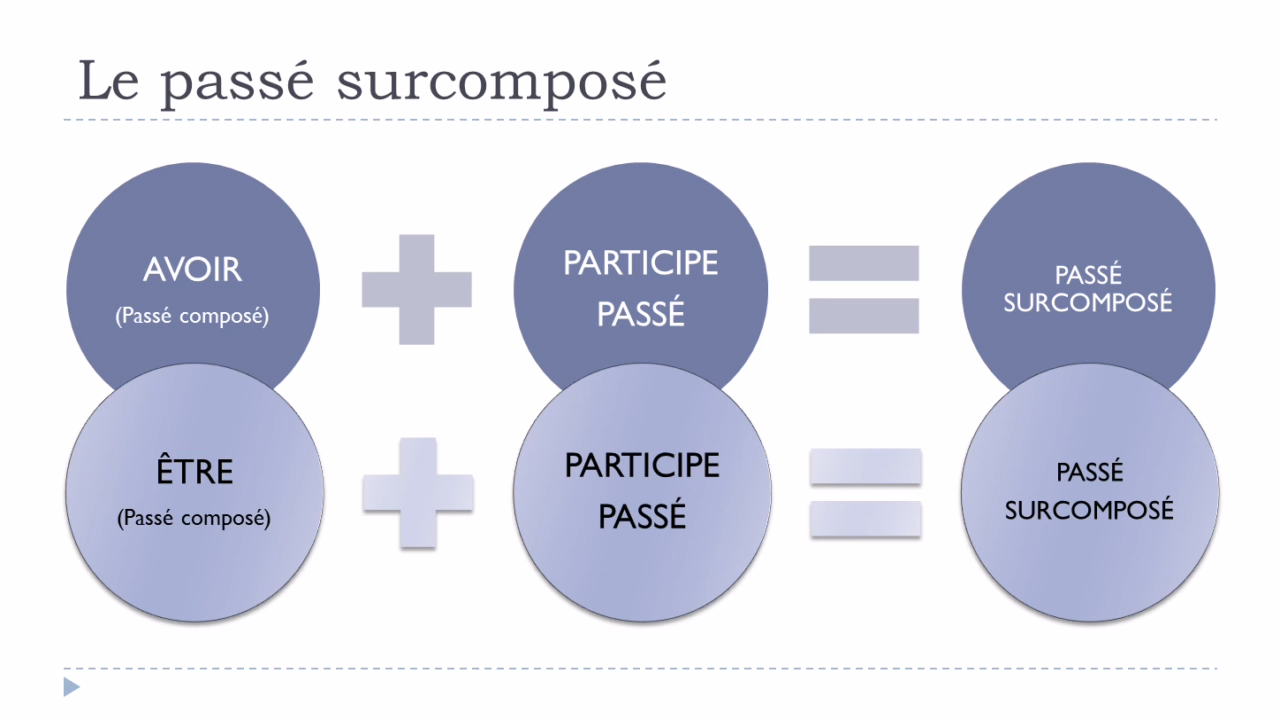 Le passé surcomposé
AVOIR
(Passé composé)
PARTICIPE
PASSÉ
PASSÉ
SURCOMPOSÉ
ÊTRE
(Passé composé)
PARTICIPE
PASSÉ
PASSÉ
SURCOMPOSÉ